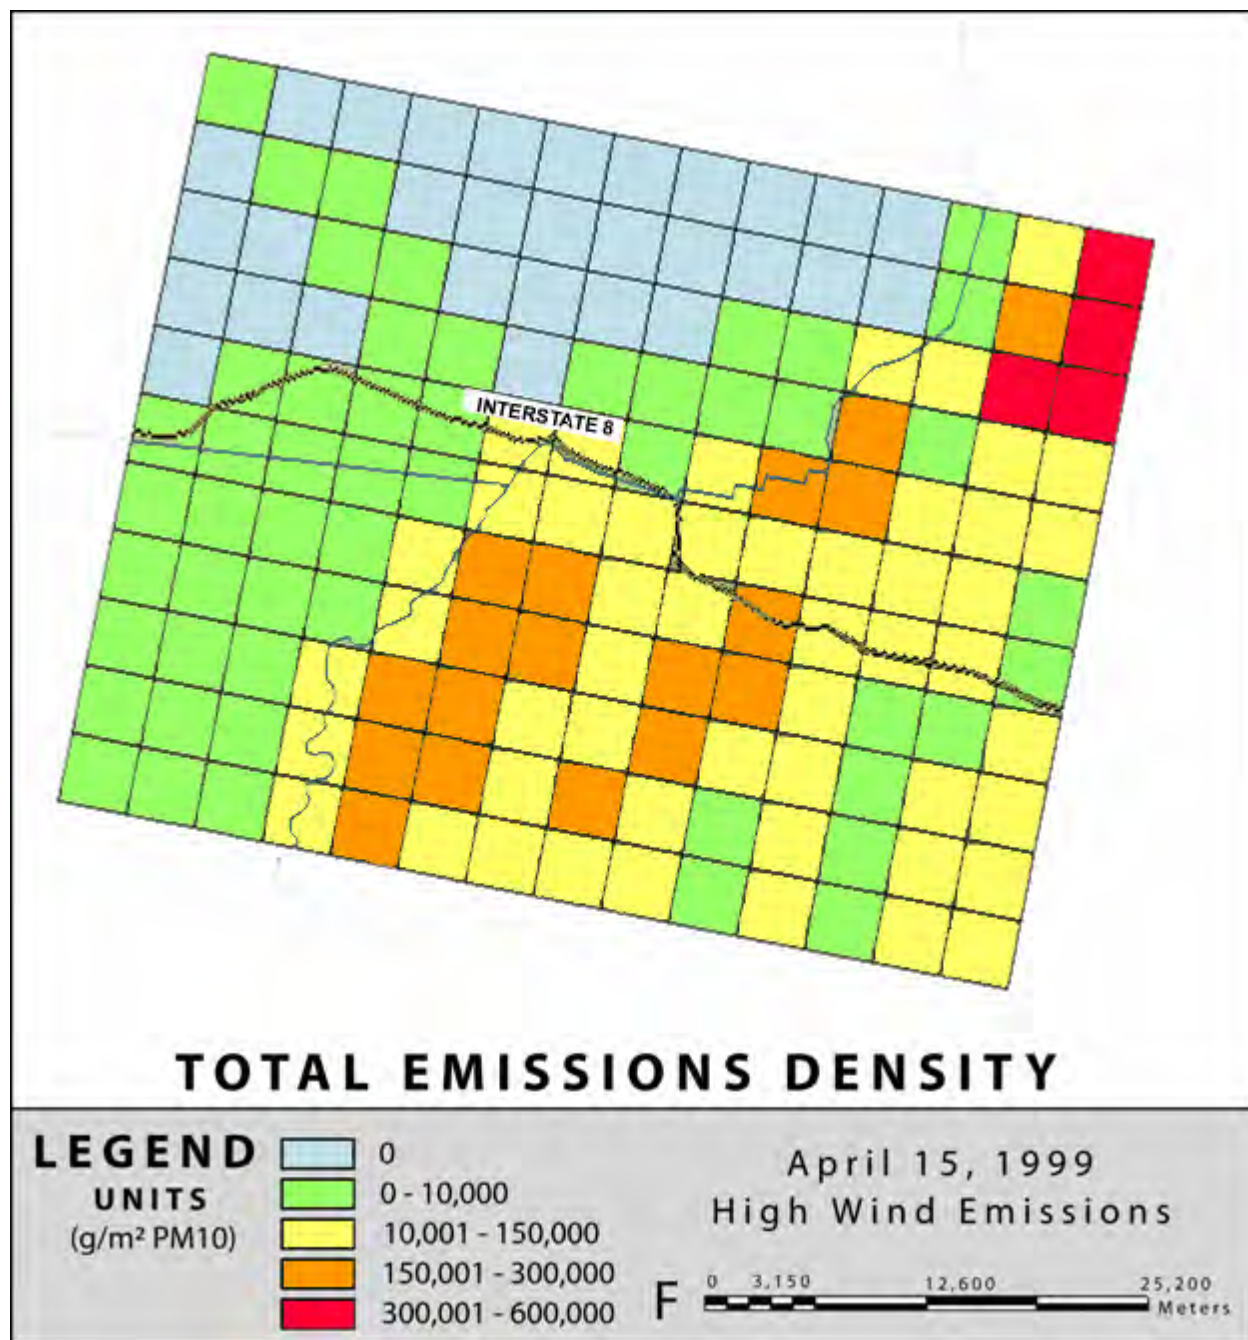 INTERSTATE 8
TOTAL EMISSIONS DENSITY
LEGEND
UNITS
(g/m² PM10)
0
0 - 10,000
10,001 - 150,000
150,001 - 300,000
300,001 - 600,000
April 15, 1999
High Wind Emissions
F
0 3,150 12,600 25,200
Meters